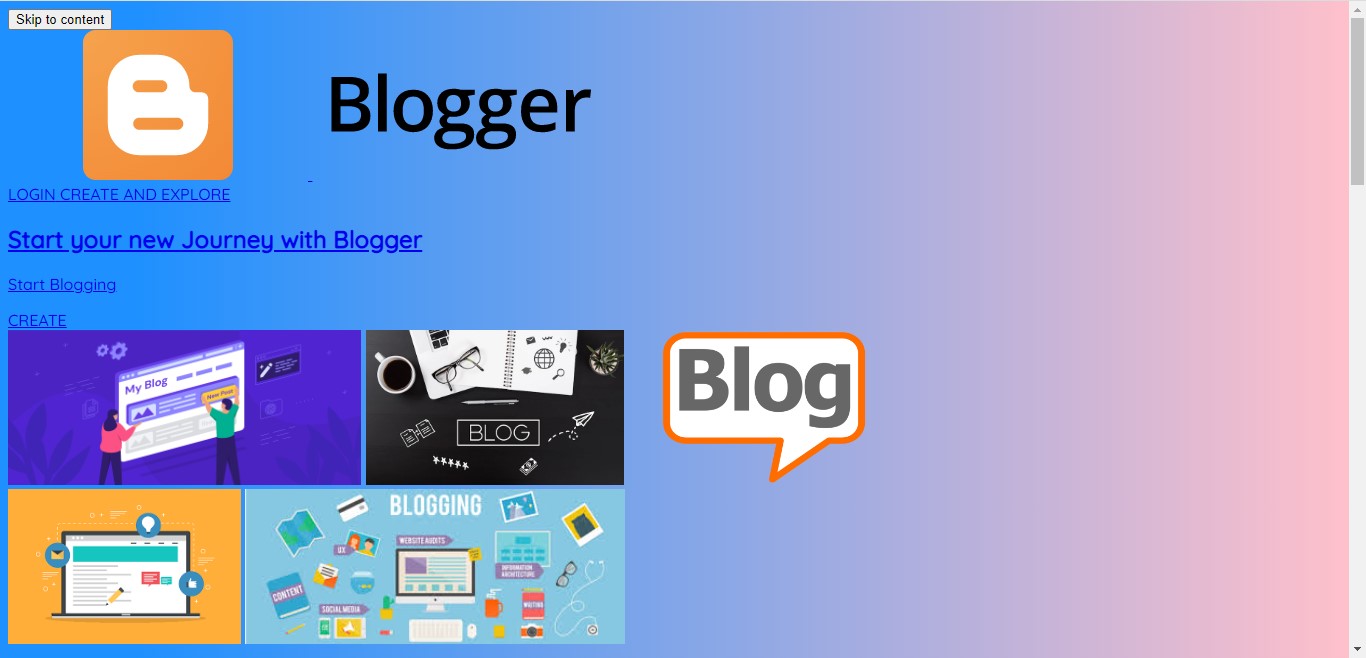 Skip to content
Blogger
LOGIN CREATE AND EXPLORE
Start your new Journey with Blogger
Start Blogging
CREATE
My Blog
New Post
BLOG
Blog
BLOGGING
WEBSITE AUDITS
UX
INFORMATION
ARCHITECTURE
CONTENT
WRITING
SOCIAL MEDIA